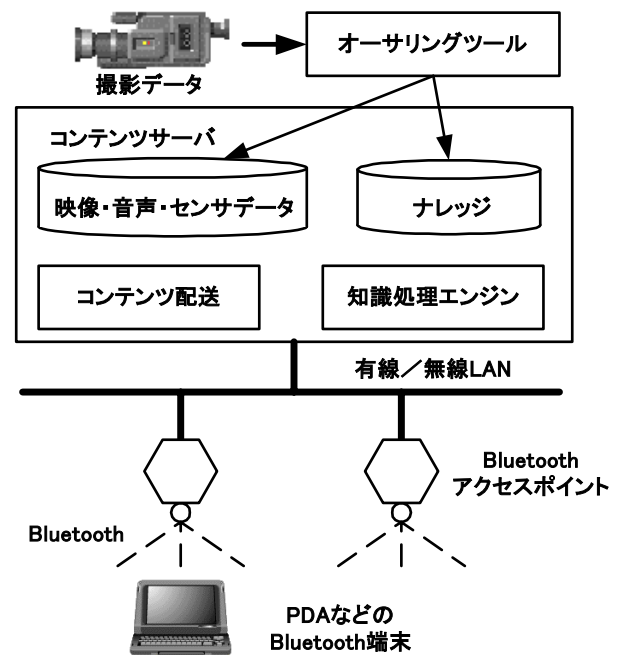 オーサリングツール
撮影データ
コンテンツサーバ
映像・音声・センサデータ
ナレッジ
コンテンツ配送
知識処理エンジン
有線／無線LAN
Bluetooth
アクセスポイント
Bluetooth
PDAなどの
Bluetooth端末